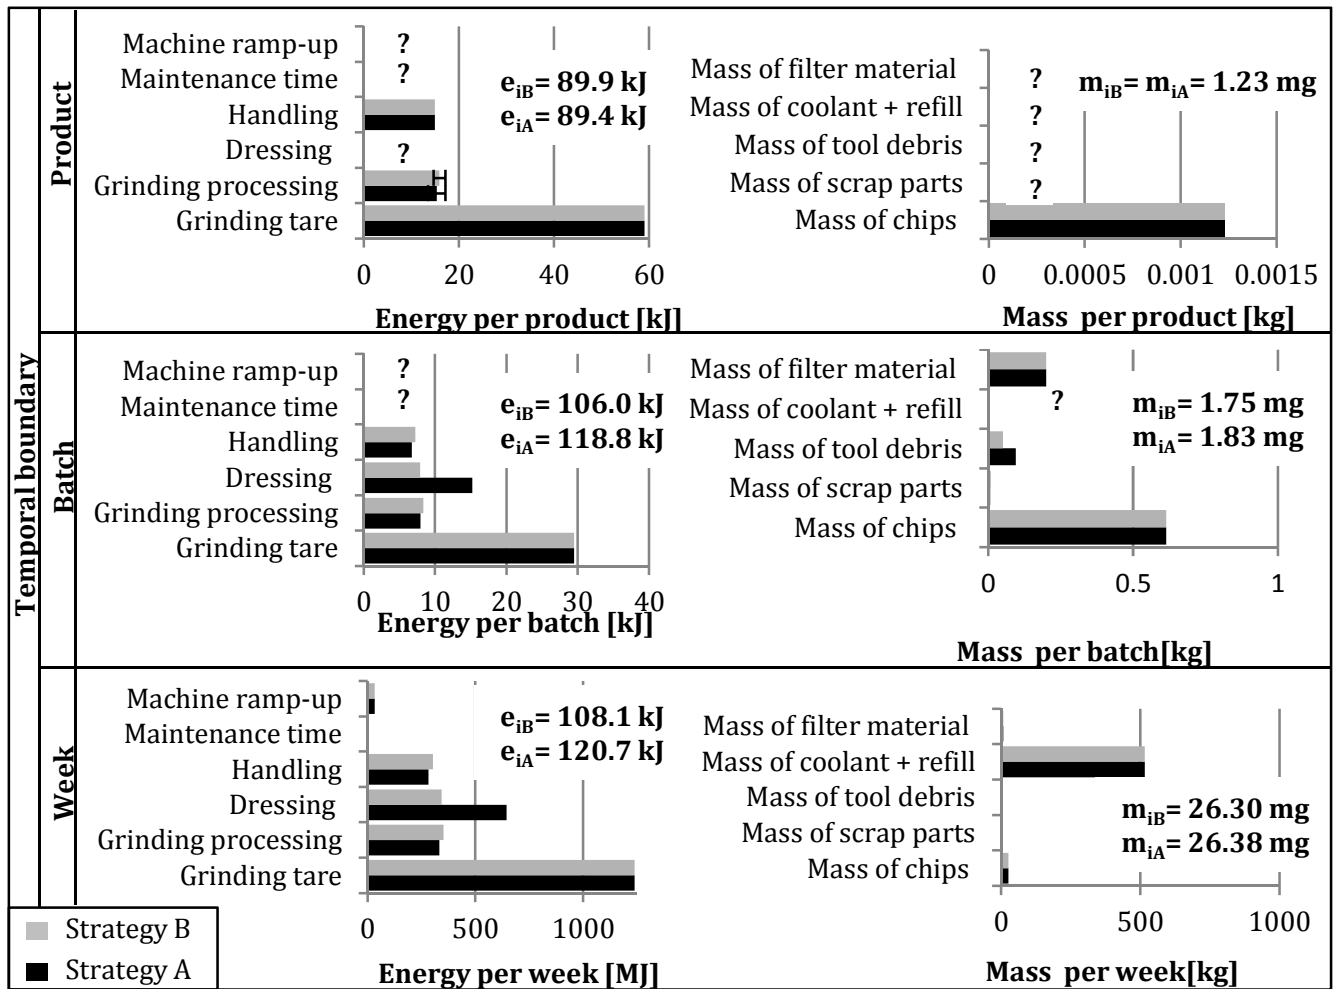 Temporal boundary
Product
Machine ramp-up ?
Maintenance time ?
Handling
Dressing ?
Grinding processing
Grinding tare
e_iB= 89.9 kJ
e_iA= 89.4 kJ
0 20 40 60
Energy per product [kJ]
Mass of filter material ?
Mass of coolant + refill ?
Mass of tool debris ?
Mass of scrap parts ?
Mass of chips
m_iB= m_iA= 1.23 mg
0 0.0005 0.001 0.0015
Mass per product [kg]
Batch
Machine ramp-up ?
Maintenance time ?
Handling
Dressing
Grinding processing
Grinding tare
e_iB= 106.0 kJ
e_iA= 118.8 kJ
0 10 20 30 40
Energy per batch [kJ]
Mass of filter material
Mass of coolant + refill ?
Mass of tool debris
Mass of scrap parts
Mass of chips
m_iB= 1.75 mg
m_iA= 1.83 mg
0 0.5 1
Mass per batch[kg]
Week
Machine ramp-up
Maintenance time
Handling
Dressing
Grinding processing
Grinding tare
e_iB= 108.1 kJ
e_iA= 120.7 kJ
0 500 1000
Energy per week [MJ]
Mass of filter material
Mass of coolant + refill
Mass of tool debris
Mass of scrap parts
Mass of chips
m_iB= 26.30 mg
m_iA= 26.38 mg
0 500 1000
Mass per week[kg]
Strategy B
Strategy A